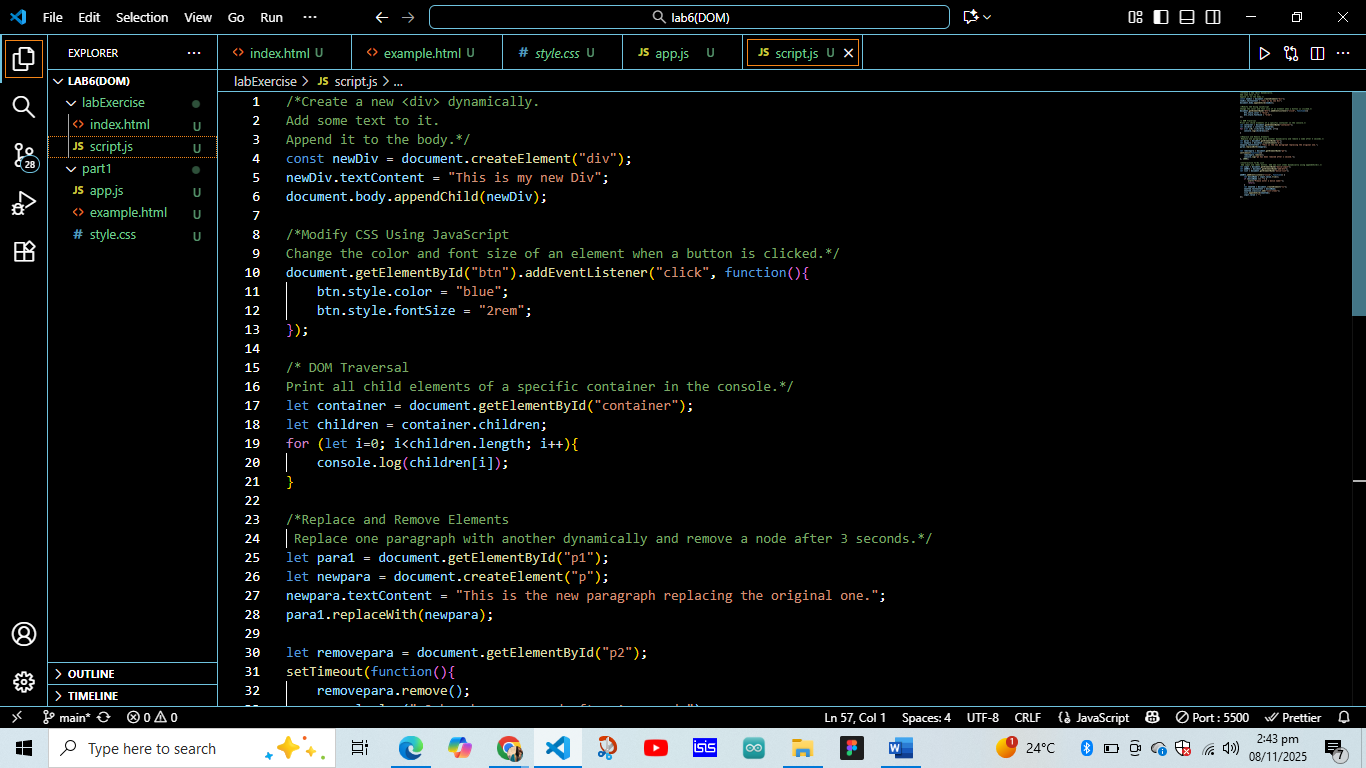 File Edit Selection View Go Run ··· lab6(DOM)
EXPLORER ···
index.html U example.html U style.css U app.js U script.js U
LAB6(DOM)
labExercise
index.html U
script.js U
part1
app.js U
example.html U
style.css U
28
OUTLINE
TIMELINE
labExercise > JS script.js > ...
1 /*Create a new <div> dynamically.
2 Add some text to it.
3 Append it to the body.*/
4 const newDiv = document.createElement("div");
5 newDiv.textContent = "This is my new Div";
6 document.body.appendChild(newDiv);
7
8 /*Modify CSS Using JavaScript
9 Change the color and font size of an element when a button is clicked.*/
10 document.getElementById("btn").addEventListener("click", function(){
11 btn.style.color = "blue";
12 btn.style.fontSize = "2rem";
13 });
14
15 /* DOM Traversal
16 Print all child elements of a specific container in the console.*/
17 let container = document.getElementById("container");
18 let children = container.children;
19 for (let i=0; i<children.length; i++){
20 console.log(children[i]);
21 }
22
23 /*Replace and Remove Elements
24 Replace one paragraph with another dynamically and remove a node after 3 seconds.*/
25 let para1 = document.getElementById("p1");
26 let newpara = document.createElement("p");
27 newpara.textContent = "This is the new paragraph replacing the original one.";
28 para1.replaceWith(newpara);
29
30 let removepara = document.getElementById("p2");
31 setTimeout(function(){
32 removepara.remove();
main* 0 0 Ln 57, Col 1 Spaces: 4 UTF-8 CRLF {} JavaScript Port : 5500 Prettier
Type here to search isis 1 24°C 2:43 pm
08/11/2025 7